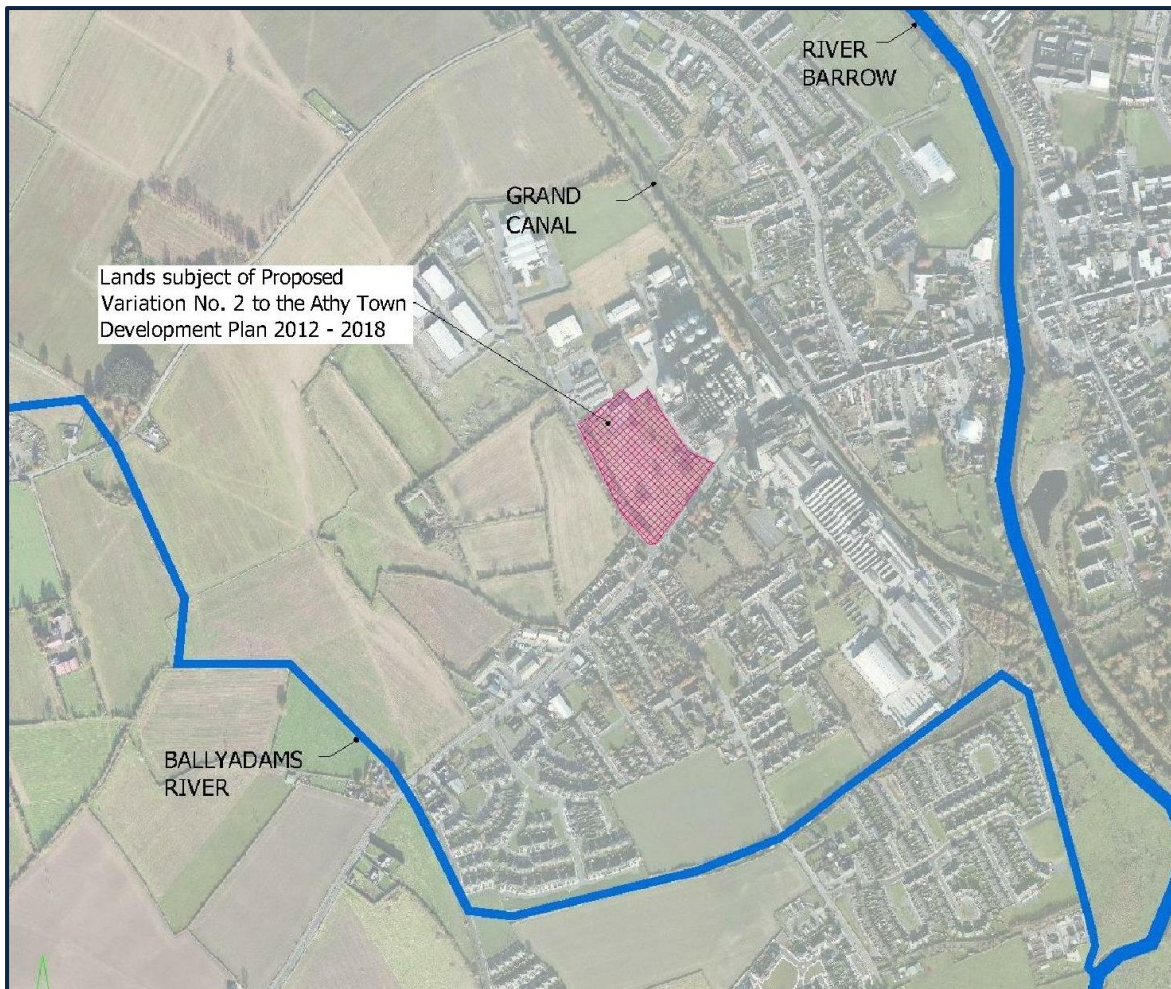 RIVER
BARROW
GRAND
CANAL
Lands subject of Proposed
Variation No. 2 to the Athy Town
Development Plan 2012 - 2018
BALLYADAMS
RIVER